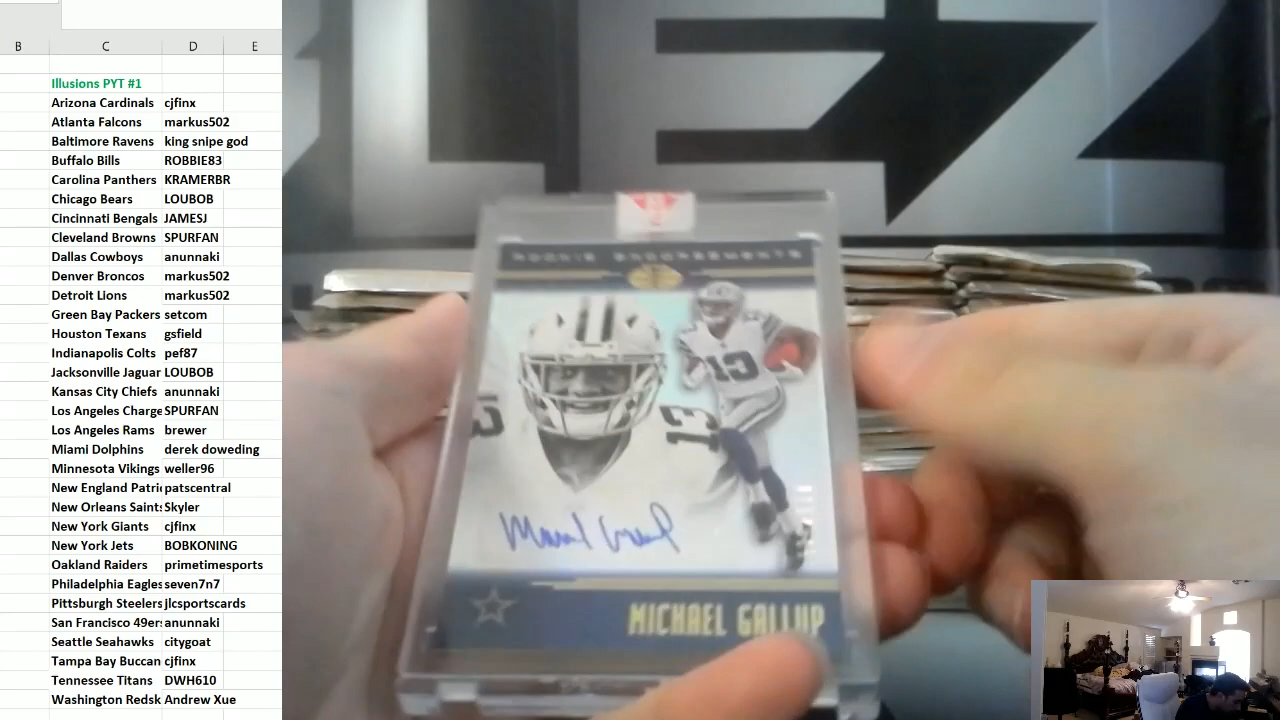 B C D E
Illusions PYT #1
Arizona Cardinals cjfinx
Atlanta Falcons markus502
Baltimore Ravens king snipe god
Buffalo Bills ROBBIE83
Carolina Panthers KRAMERBR
Chicago Bears LOUBOB
Cincinnati Bengals JAMESJ
Cleveland Browns SPURFAN
Dallas Cowboys anunnaki
Denver Broncos markus502
Detroit Lions markus502
Green Bay Packers setcom
Houston Texans gsfield
Indianapolis Colts pef87
Jacksonville Jaguar LOUBOB
Kansas City Chiefs anunnaki
Los Angeles Charge SPURFAN
Los Angeles Rams brewer
Miami Dolphins derek doweding
Minnesota Vikings weller96
New England Patri patscentral
New Orleans Saints Skyler
New York Giants cjfinx
New York Jets BOBKONING
Oakland Raiders primetimesports
Philadelphia Eagles seven7n7
Pittsburgh Steelers jlcsportscards
San Francisco 49ers anunnaki
Seattle Seahawks citygoat
Tampa Bay Buccan cjfinx
Tennessee Titans DWH610
Washington Redsk Andrew Xue
13
13
MICHAEL GALLUP